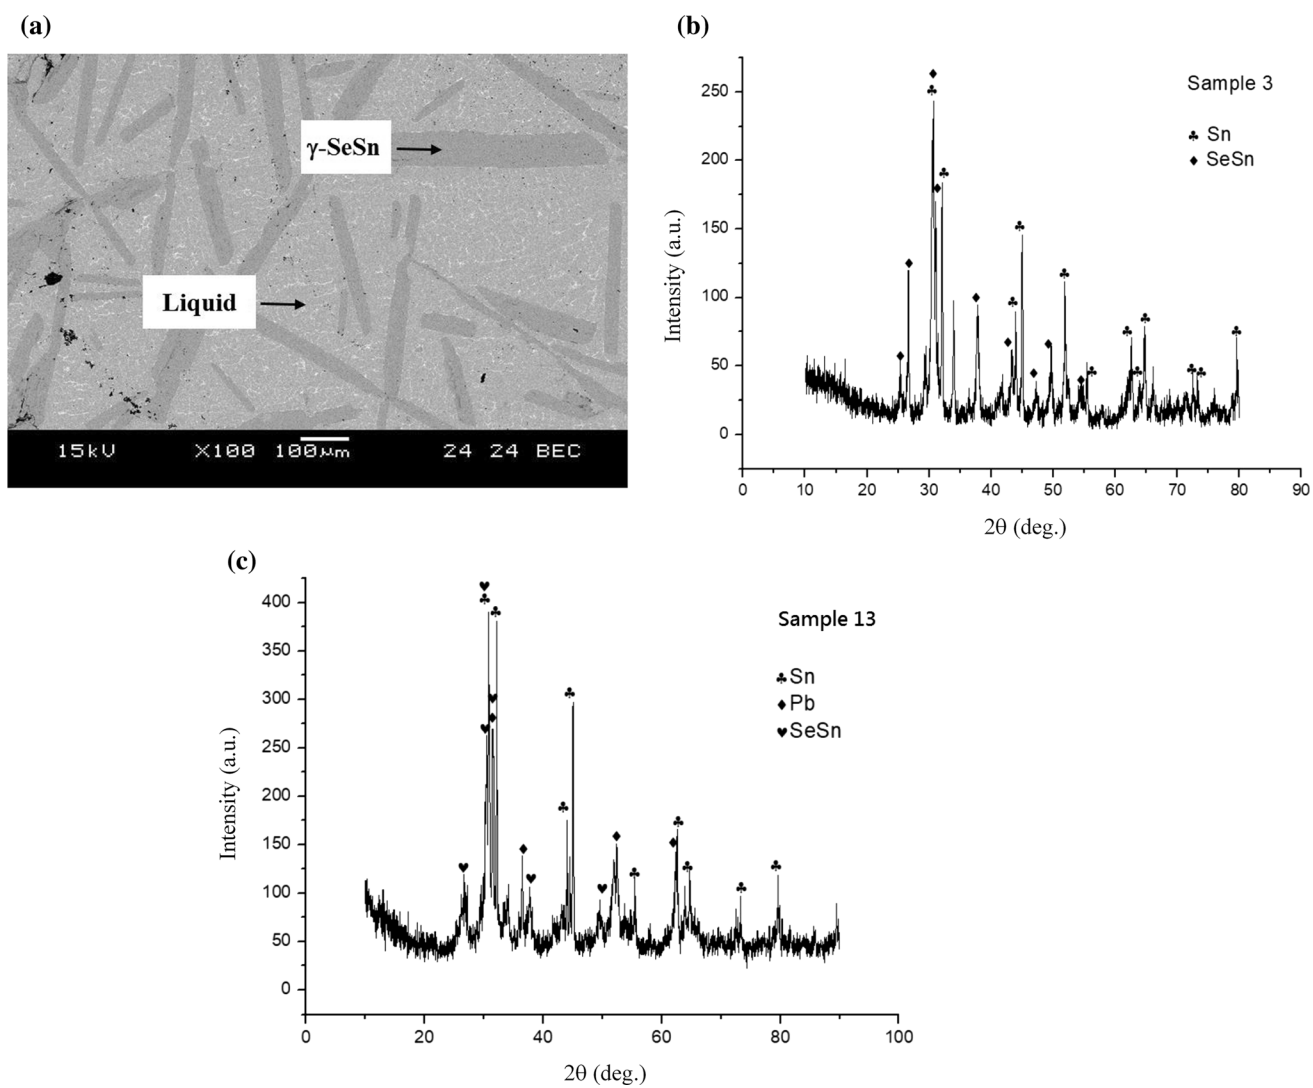 (a)
γ-SeSn
Liquid
15kV X100 100μm 24 24 BEC
(b)
Sample 3
♣ Sn
♦ SeSn
Intensity (a.u.)
250
200
150
100
50
0
0 10 20 30 40 50 60 70 80 90
2θ (deg.)
(c)
Sample 13
♣ Sn
♦ Pb
♥ SeSn
Intensity (a.u.)
400
350
300
250
200
150
100
50
0
0 20 40 60 80 100
2θ (deg.)